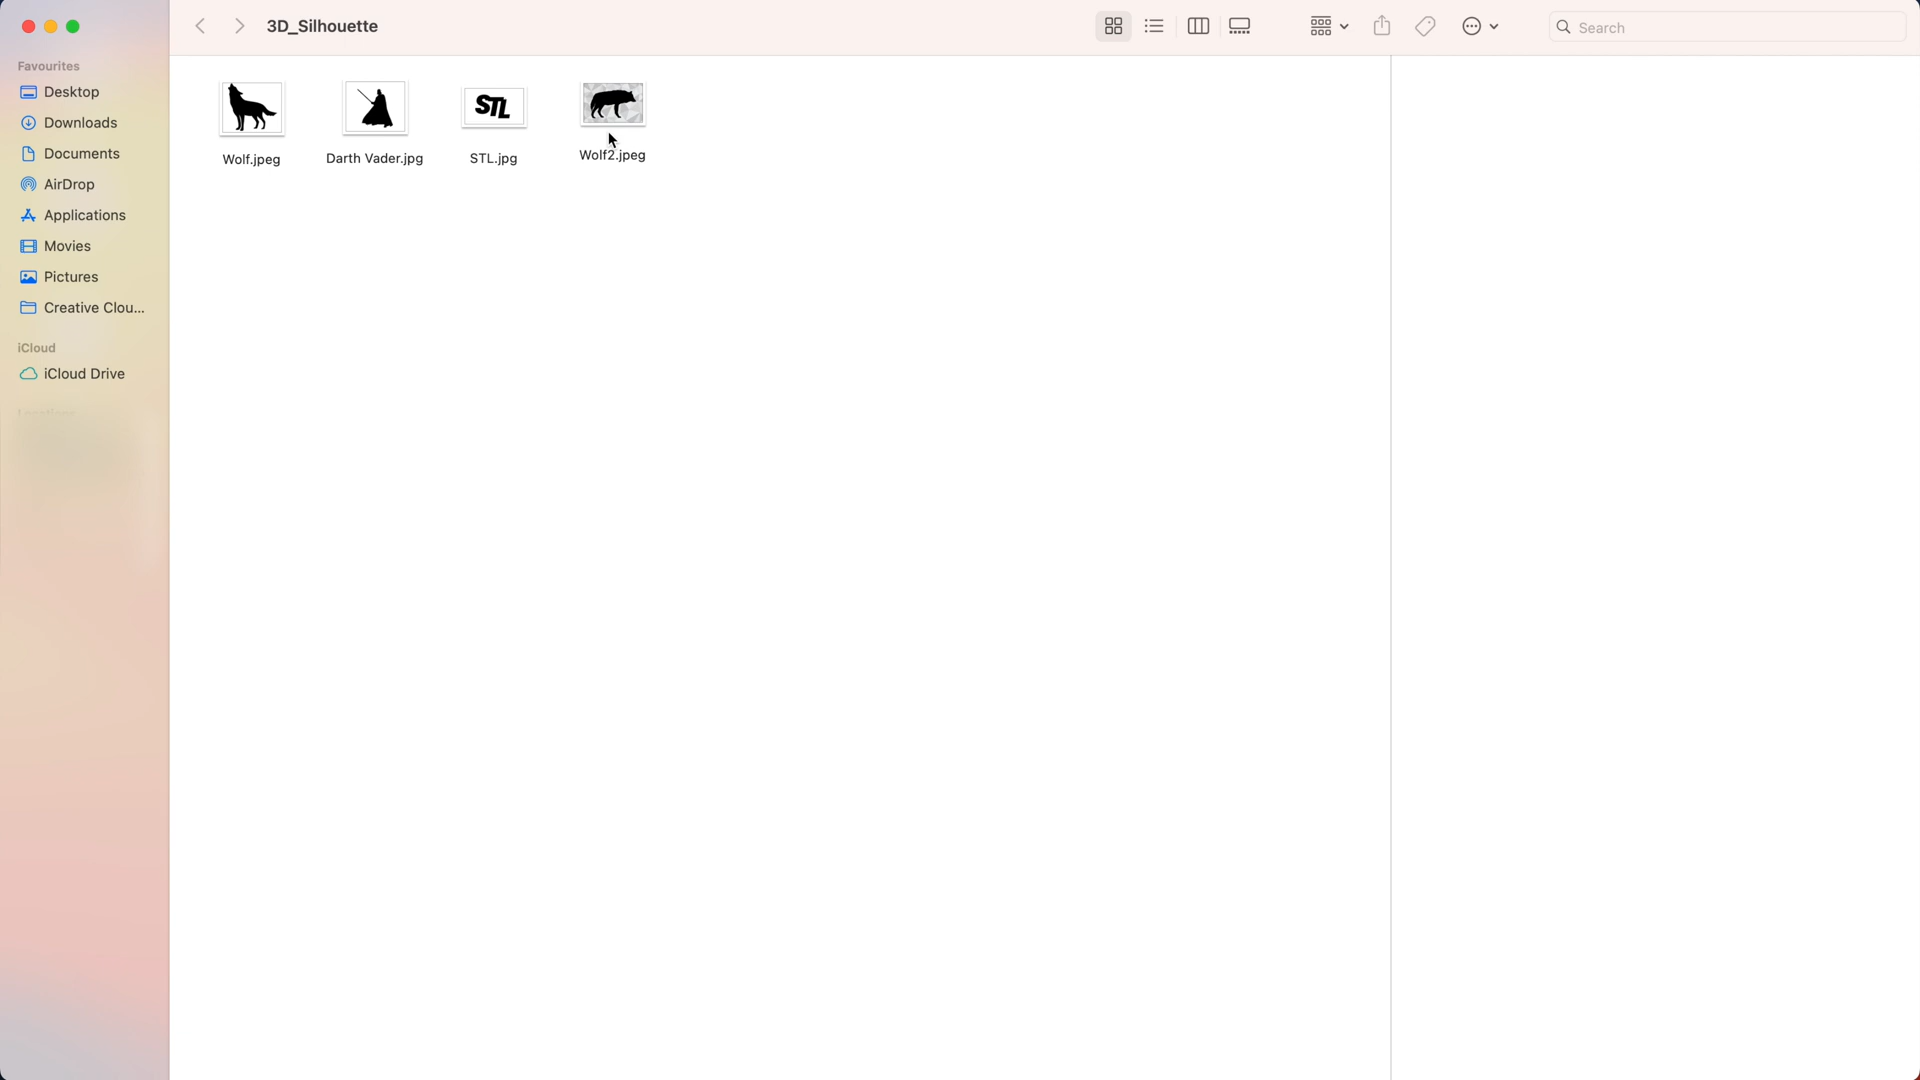 3D_Silhouette
Search
Favourites
Desktop
Downloads
Documents
AirDrop
Applications
Movies
Pictures
Creative Clou...
iCloud
iCloud Drive
Locations
STL
Wolf.jpeg
Darth Vader.jpg
STL.jpg
Wolf2.jpeg